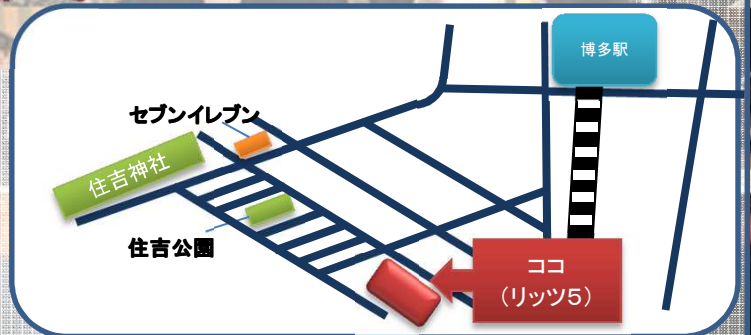 博多駅
セブンイレブン
住吉神社
住吉公園
ココ
（リッツ５）